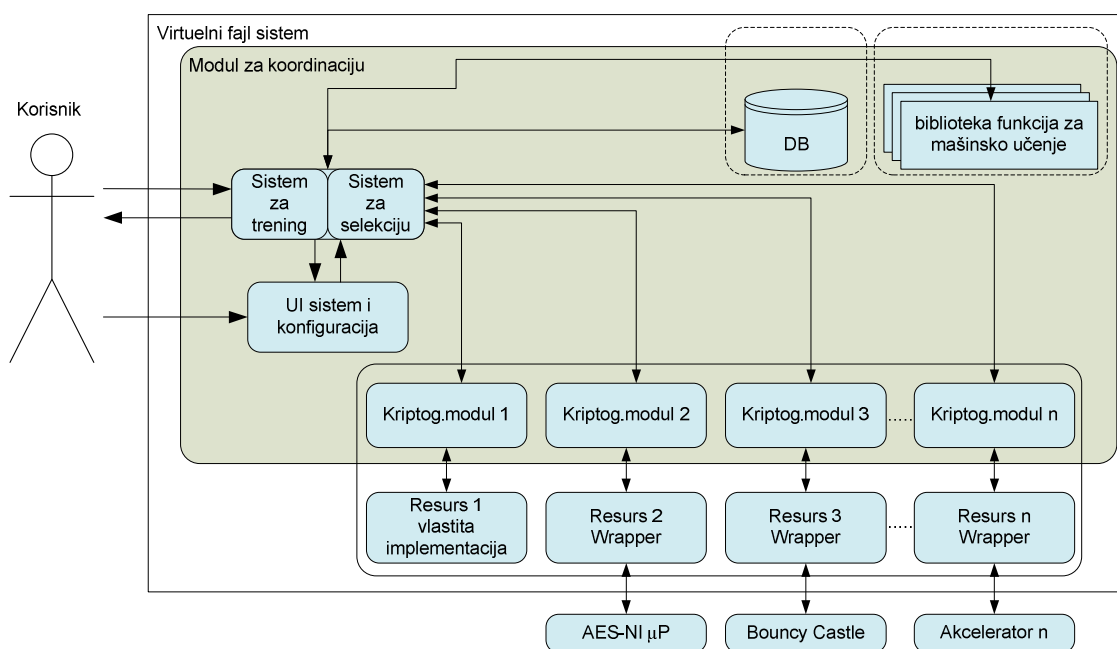 Virtuelni fajl sistem
Modul za koordinaciju
Korisnik
DB
biblioteka funkcija za
mašinsko učenje
Sistem
za
trening
Sistem
za
selekciju
UI sistem i
konfiguracija
Kriptog.modul 1
Kriptog.modul 2
Kriptog.modul 3
Kriptog.modul n
Resurs 1
vlastita
implementacija
Resurs 2
Wrapper
Resurs 3
Wrapper
Resurs n
Wrapper
AES-NI μP
Bouncy Castle
Akcelerator n